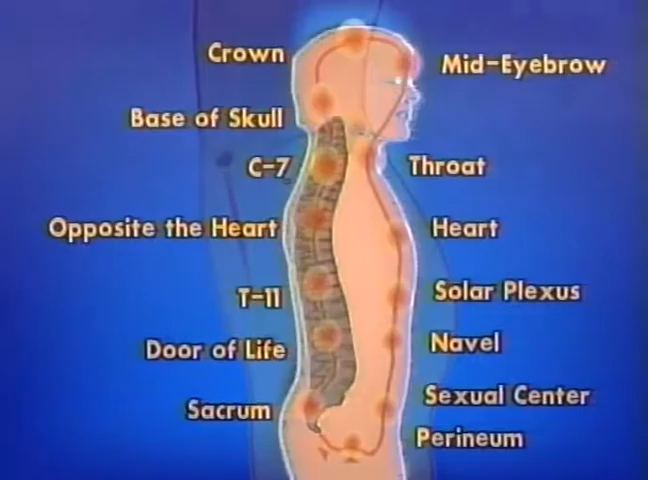 Crown
Mid-Eyebrow
Base of Skull
C-7
Throat
Opposite the Heart
Heart
T-11
Solar Plexus
Door of Life
Navel
Sacrum
Sexual Center
Perineum